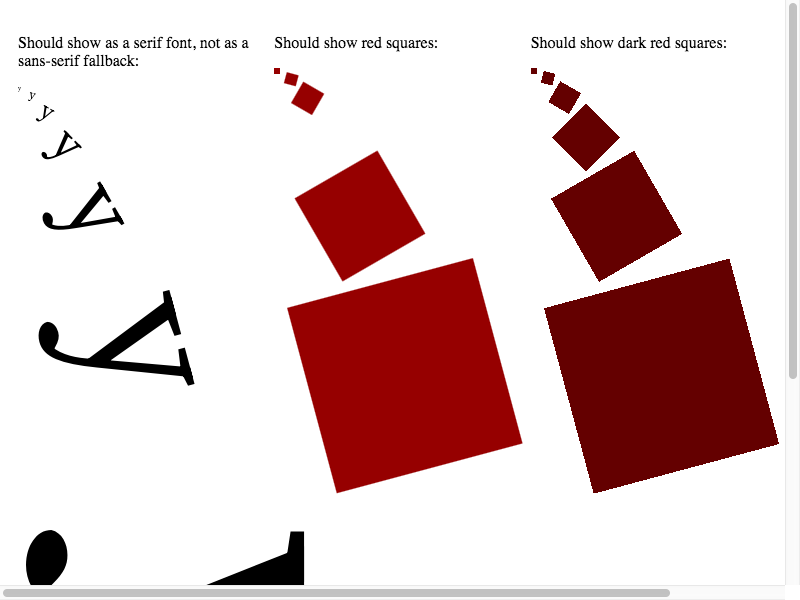 Should show as a serif font, not as a
sans-serif fallback:
y
y
y
y
y
y
Should show red squares:
Should show dark red squares: